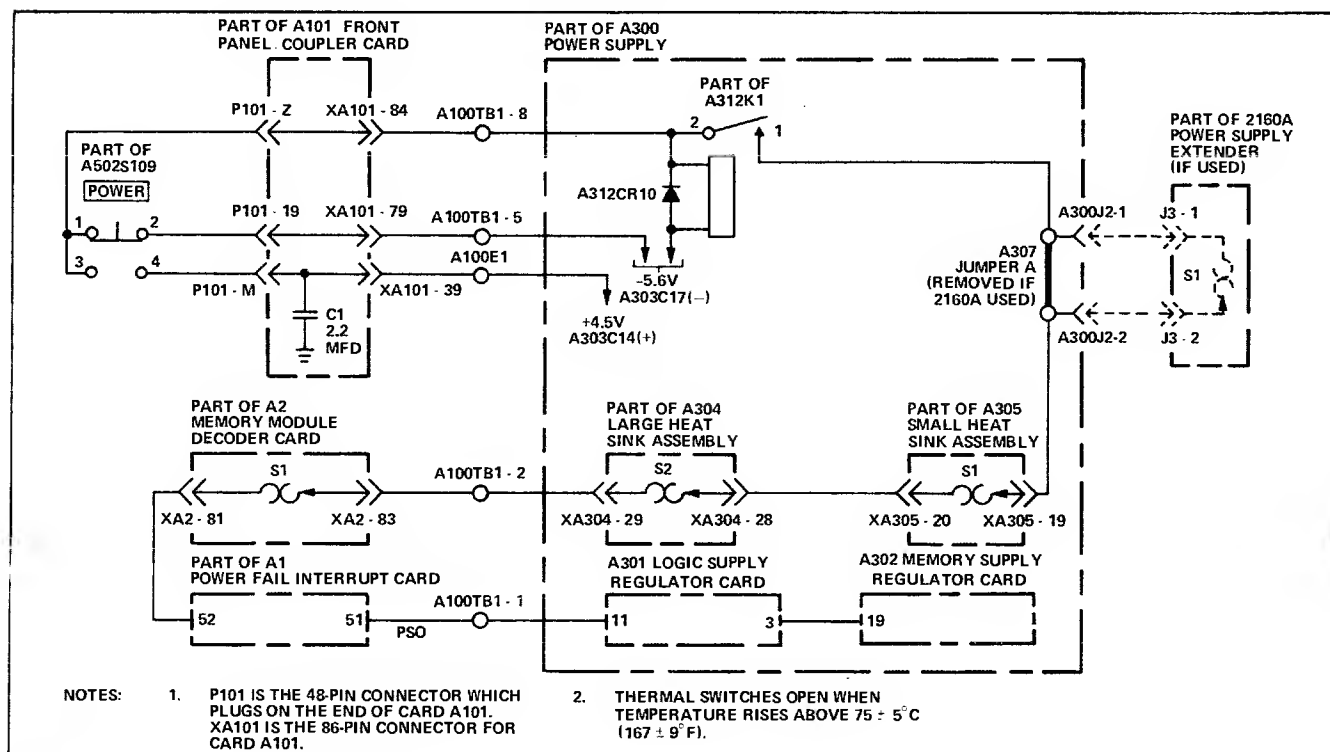 PART OF A101 FRONT
PANEL COUPLER CARD
P101 - Z XA101 - 84 A100TB1 - 8
PART OF
A502S109
POWER
1 2
3 4
P101 - 19 XA101 - 79 A100TB1 - 5
A100E1
P101 - M XA101 - 39
C1
2.2
MFD
PART OF A300
POWER SUPPLY
PART OF
A312K1
2 1
A312CR10
-5.6V
A303C17(-)
+4.5V
A303C14(+)
A307
JUMPER A
(REMOVED IF
2160A USED)
PART OF 2160A
POWER SUPPLY
EXTENDER
(IF USED)
A300J2-1 J3 - 1
S1
A300J2-2 J3 - 2
PART OF A2
MEMORY MODULE
DECODER CARD
S1
XA2 - 81 XA2 - 83
A100TB1 - 2
PART OF A304
LARGE HEAT
SINK ASSEMBLY
S2
XA304 - 29 XA304 - 28
PART OF A305
SMALL HEAT
SINK ASSEMBLY
S1
XA305 - 20 XA305 - 19
PART OF A1
POWER FAIL INTERRUPT CARD
52 51
A100TB1 - 1
PSO
A301 LOGIC SUPPLY
REGULATOR CARD
11 3
A302 MEMORY SUPPLY
REGULATOR CARD
19
NOTES: 1. P101 IS THE 48-PIN CONNECTOR WHICH
PLUGS ON THE END OF CARD A101.
XA101 IS THE 86-PIN CONNECTOR FOR
CARD A101.
2. THERMAL SWITCHES OPEN WHEN
TEMPERATURE RISES ABOVE 75 ± 5°C
(167 ± 9°F).